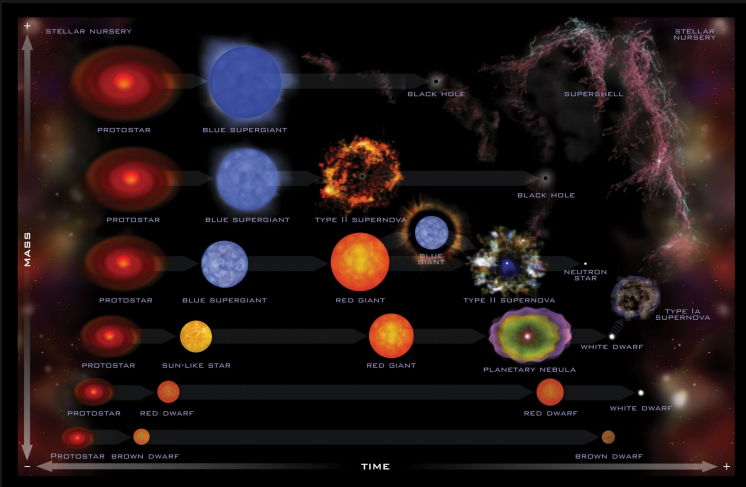 +
STELLAR NURSERY
STELLAR
NURSERY
PROTOSTAR
BLUE SUPERGIANT
BLACK HOLE
SUPERSHELL
PROTOSTAR
BLUE SUPERGIANT
TYPE II SUPERNOVA
BLACK HOLE
MASS
PROTOSTAR
BLUE SUPERGIANT
RED GIANT
BLUE
GIANT
TYPE II SUPERNOVA
NEUTRON
STAR
TYPE IA
SUPERNOVA
PROTOSTAR
SUN-LIKE STAR
RED GIANT
PLANETARY NEBULA
WHITE DWARF
PROTOSTAR
RED DWARF
RED DWARF
WHITE DWARF
PROTOSTAR
BROWN DWARF
BROWN DWARF
−
TIME
+